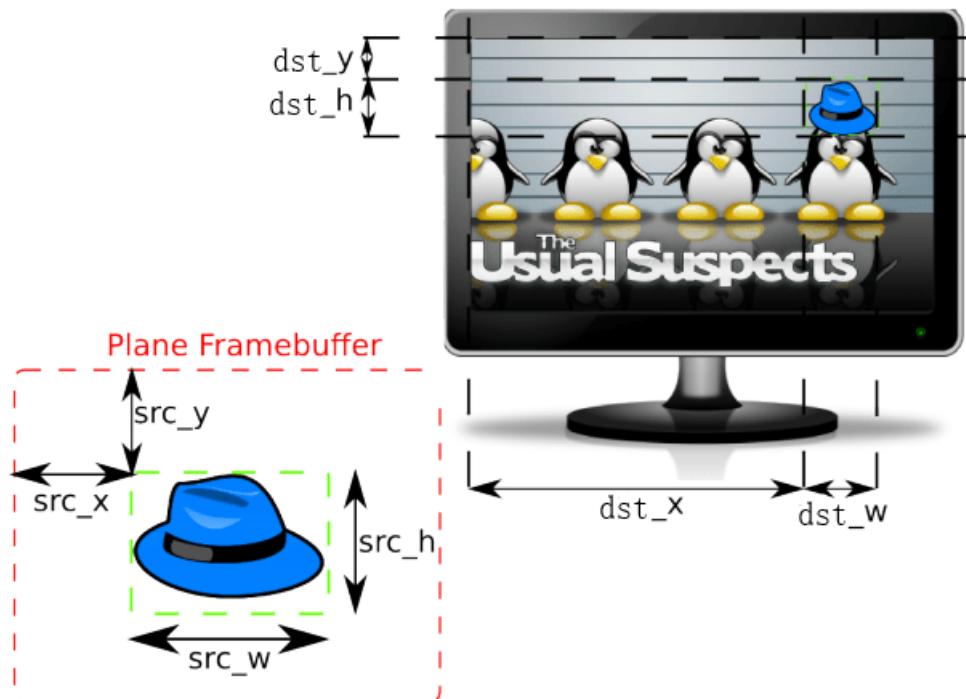 dst_y
dst_h
The
Usual Suspects
Plane Framebuffer
src_y
src_x
src_h
src_w
dst_x
dst_w